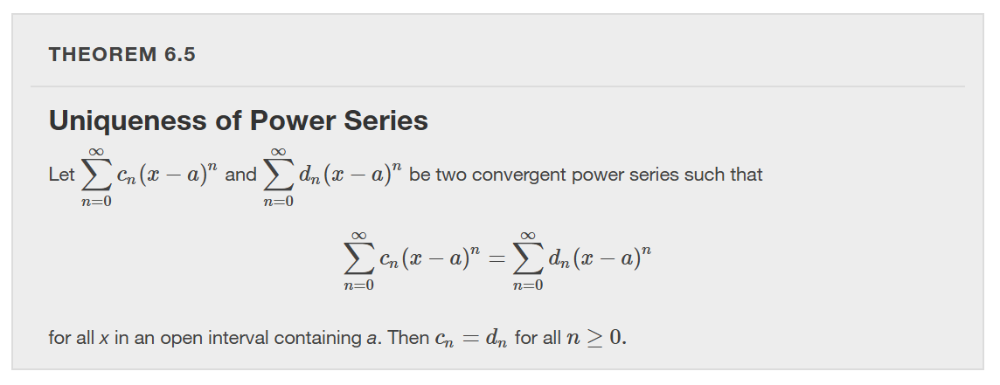 THEOREM 6.5
Uniqueness of Power Series
Let $\sum_{n=0}^{\infty} c_n(x-a)^n$ and $\sum_{n=0}^{\infty} d_n(x-a)^n$ be two convergent power series such that
$\sum_{n=0}^{\infty} c_n(x-a)^n = \sum_{n=0}^{\infty} d_n(x-a)^n$
for all x in an open interval containing a. Then $c_n = d_n$ for all $n \geq 0$.